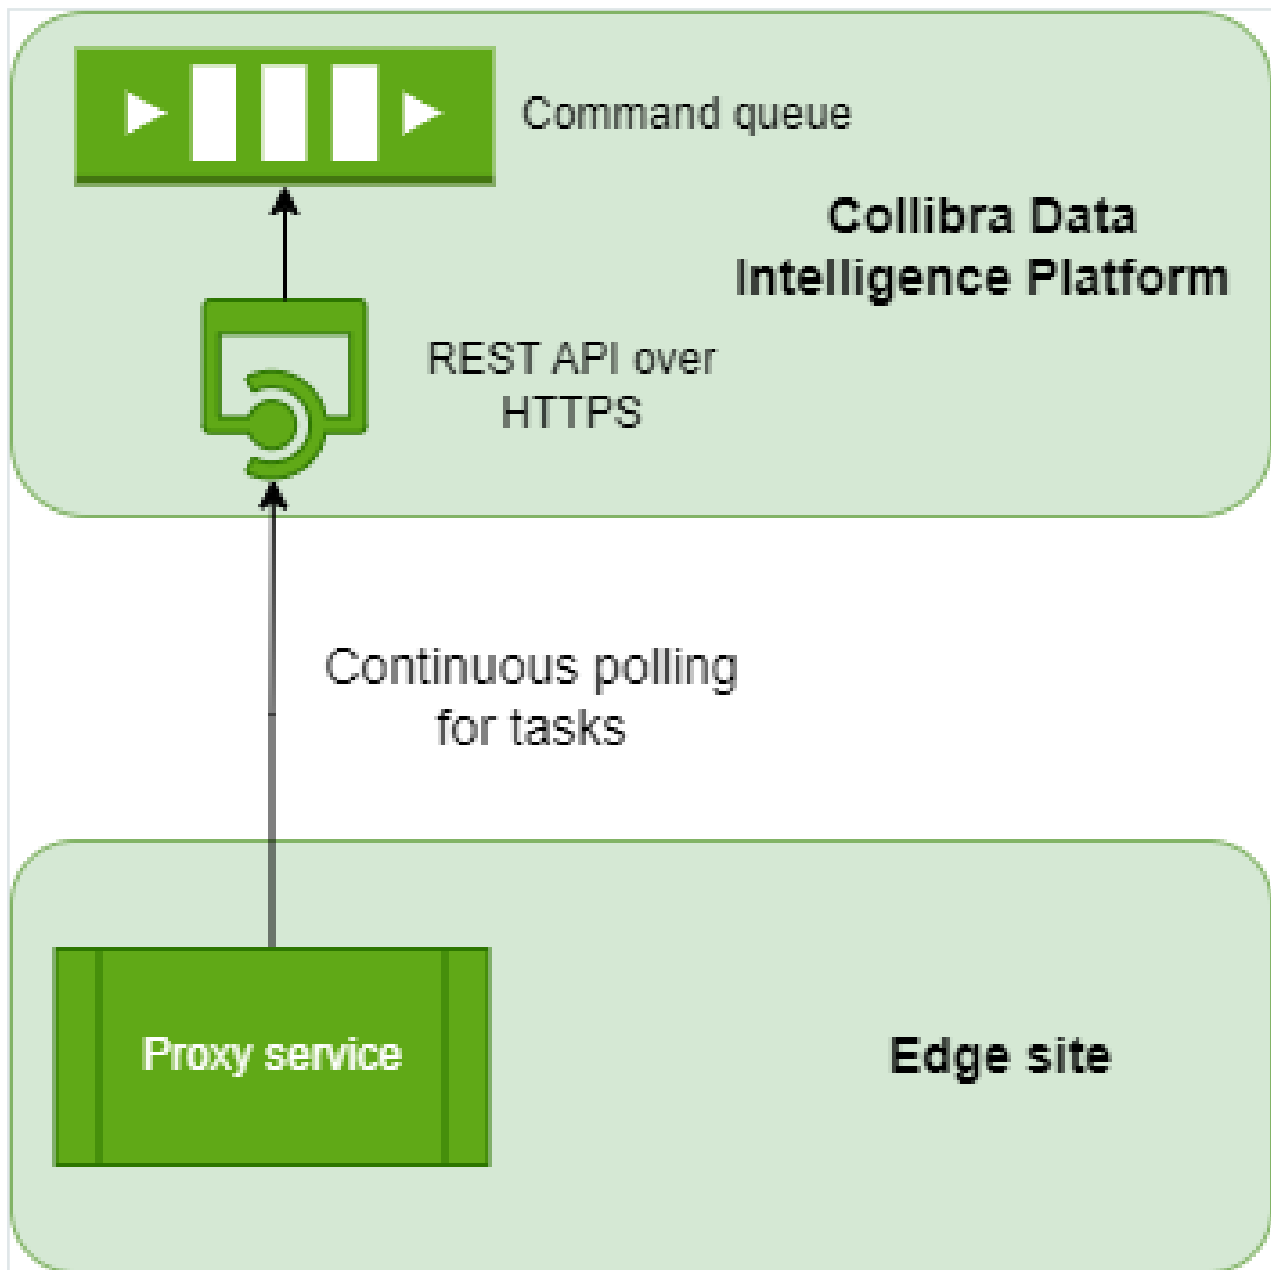 Command queue
Collibra Data
Intelligence Platform
REST API over
HTTPS
Continuous polling
for tasks
Proxy service
Edge site